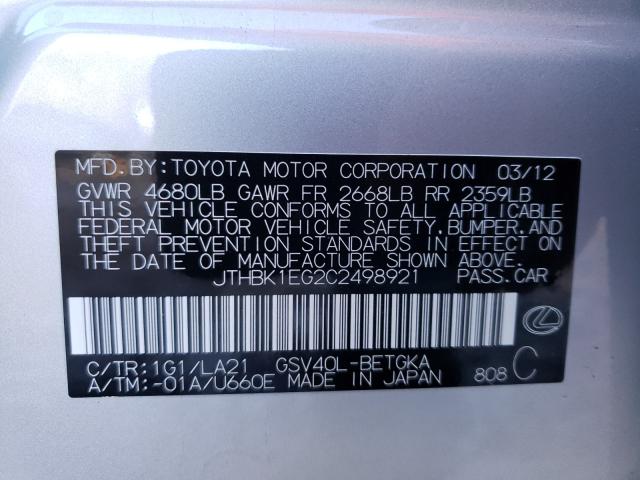 MFD.BY:TOYOTA MOTOR CORPORATION 03/12
GVWR 4680LB GAWR FR 2668LB RR 2359LB
THIS VEHICLE CONFORMS TO ALL APPLICABLE
FEDERAL MOTOR VEHICLE SAFETY,BUMPER,AND
THEFT PREVENTION STANDARDS IN EFFECT ON
THE DATE OF MANUFACTURE SHOWN ABOVE.
JTHBK1EG2C2498921 PASS.CAR
C/TR:1G1/LA21 GSV40L-BETGKA C
A/TM:-01A/U660E MADE IN JAPAN 808